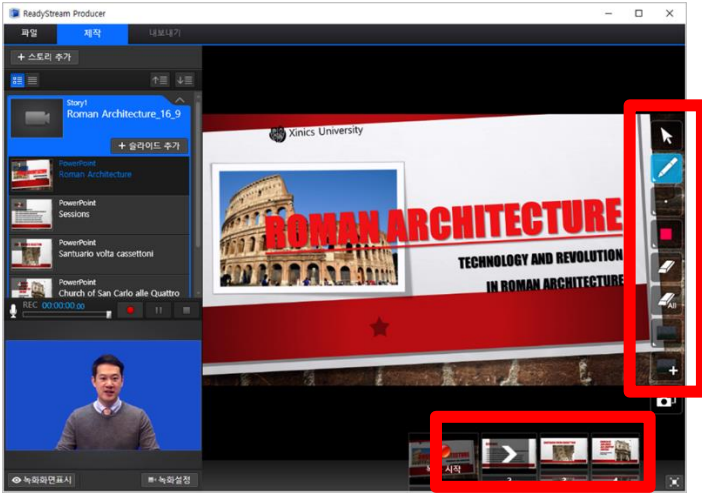 ReadyStream Producer
파일
제작
내보내기
+ 스토리 추가
Story1
Roman Architecture_16_9
+ 슬라이드 추가
PowerPoint
Roman Architecture
PowerPoint
Sessions
PowerPoint
Santuario volta cassettoni
PowerPoint
Church of San Carlo alle Quattro
REC 00:00:00.00
녹화화면표시
녹화설정
Xinics University
ROMAN ARCHITECTURE
TECHNOLOGY AND REVOLUTION
IN ROMAN ARCHITECTURE
All
시작
2
3
4